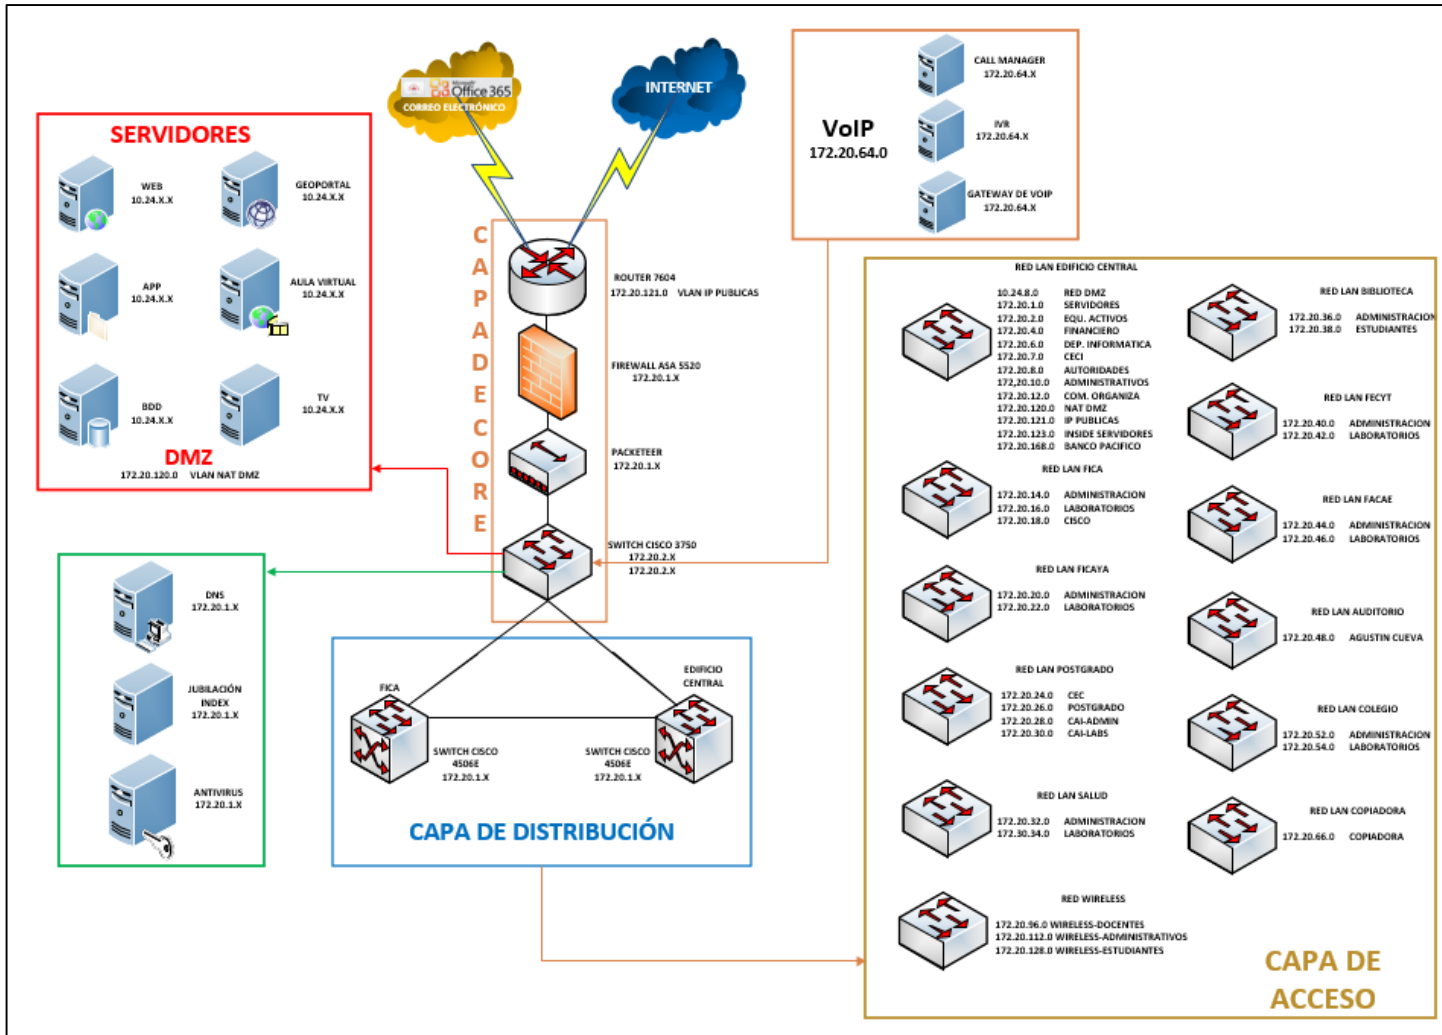 Microsoft
Office 365
CORREO ELECTRÓNICO
INTERNET
VoIP
172.20.64.0
CALL MANAGER
172.20.64.X
IVR
172.20.64.X
GATEWAY DE VOIP
172.20.64.X
SERVIDORES
WEB
10.24.X.X
GEOPORTAL
10.24.X.X
APP
10.24.X.X
AULA VIRTUAL
10.24.X.X
BDD
10.24.X.X
TV
10.24.X.X
DMZ
172.20.120.0 VLAN NAT DMZ
CAPA DE CORE
ROUTER 7604
172.20.121.0 VLAN IP PUBLICAS
FIREWALL ASA 5520
172.20.1.X
PACKETEER
172.20.1.X
SWITCH CISCO 3750
172.20.2.X
172.20.2.X
DNS
172.20.1.X
JUBILACIÓN
INDEX
172.20.1.X
ANTIVIRUS
172.20.1.X
FICA
EDIFICIO
CENTRAL
SWITCH CISCO
4506E
172.20.1.X
SWITCH CISCO
4506E
172.20.1.X
CAPA DE DISTRIBUCIÓN
RED LAN EDIFICIO CENTRAL
10.24.8.0 RED DMZ
172.20.1.0 SERVIDORES
172.20.2.0 EQU. ACTIVOS
172.20.4.0 FINANCIERO
172.20.6.0 DEP. INFORMATICA
172.20.7.0 CECI
172,20.8.0 AUTORIDADES
172,20.10.0 ADMINISTRATIVOS
172.20.12.0 COM. ORGANIZA
172.20.120.0 NAT DMZ
172.20.121.0 IP PUBLICAS
172.20.123.0 INSIDE SERVIDORES
172.20.168.0 BANCO PACIFICO
RED LAN FICA
172.20.14.0 ADMINISTRACION
172.20.16.0 LABORATORIOS
172.20.18.0 CISCO
RED LAN FICAYA
172.20.20.0 ADMINISTRACION
172.20.22.0 LABORATORIOS
RED LAN POSTGRADO
172.20.24.0 CEC
172.20.26.0 POSTGRADO
172.20.28.0 CAI-ADMIN
172.20.30.0 CAI-LABS
RED LAN SALUD
172.20.32.0 ADMINISTRACION
172.30.34.0 LABORATORIOS
RED WIRELESS
172.20.96.0 WIRELESS-DOCENTES
172.20.112.0 WIRELESS-ADMINISTRATIVOS
172.20.128.0 WIRELESS-ESTUDIANTES
RED LAN BIBLIOTECA
172.20.36.0 ADMINISTRACION
172.20.38.0 ESTUDIANTES
RED LAN FECYT
172.20.40.0 ADMINISTRACION
172.20.42.0 LABORATORIOS
RED LAN FACAE
172.20.44.0 ADMINISTRACION
172.20.46.0 LABORATORIOS
RED LAN AUDITORIO
172.20.48.0 AGUSTIN CUEVA
RED LAN COLEGIO
172.20.52.0 ADMINISTRACION
172.20.54.0 LABORATORIOS
RED LAN COPIADORA
172.20.66.0 COPIADORA
CAPA DE
ACCESO